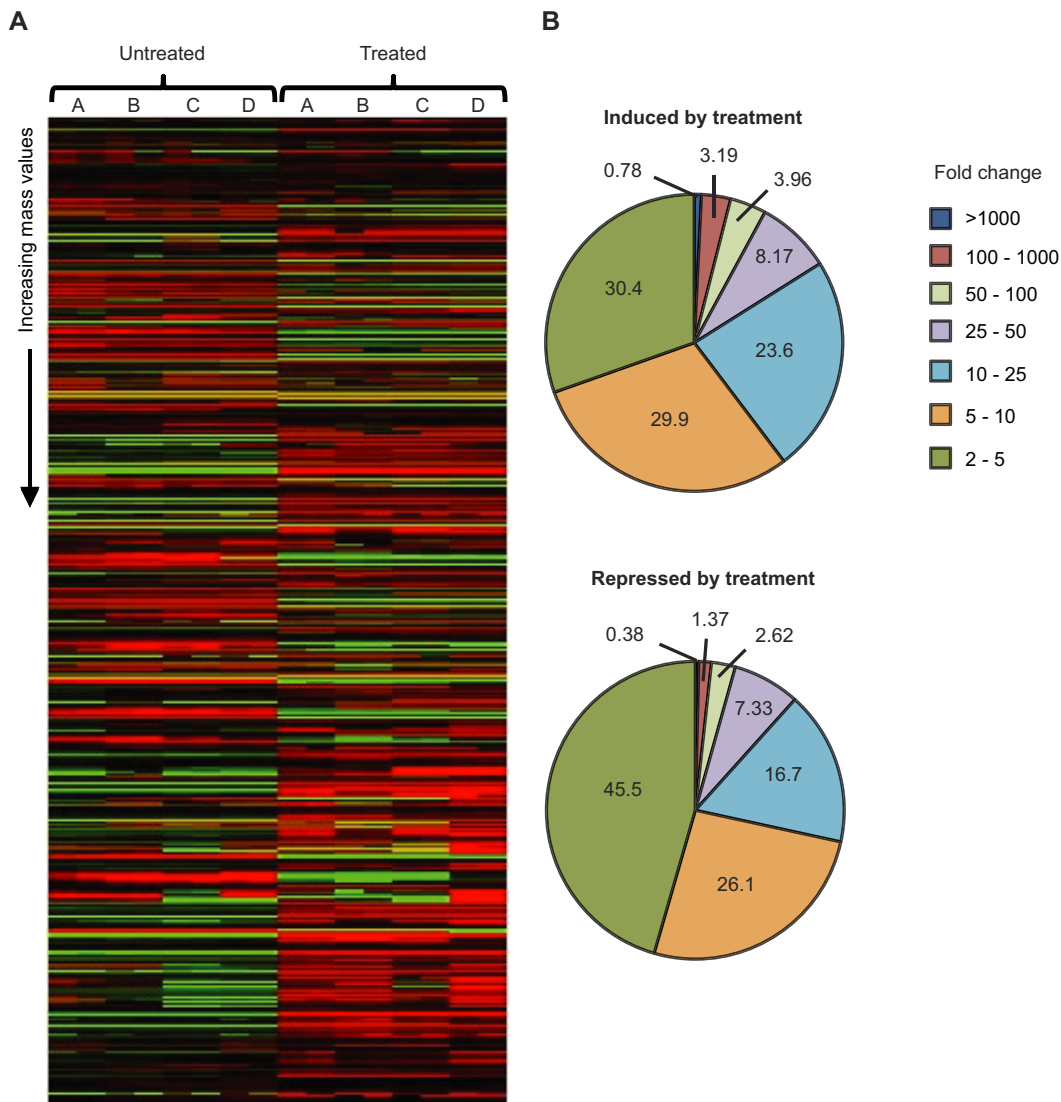 A
Untreated
Treated
A B C D A B C D
Increasing mass values
B
Induced by treatment
0.78
3.19
3.96
8.17
23.6
29.9
30.4
Fold change
>1000
100 - 1000
50 - 100
25 - 50
10 - 25
5 - 10
2 - 5
Repressed by treatment
0.38
1.37
2.62
7.33
16.7
26.1
45.5